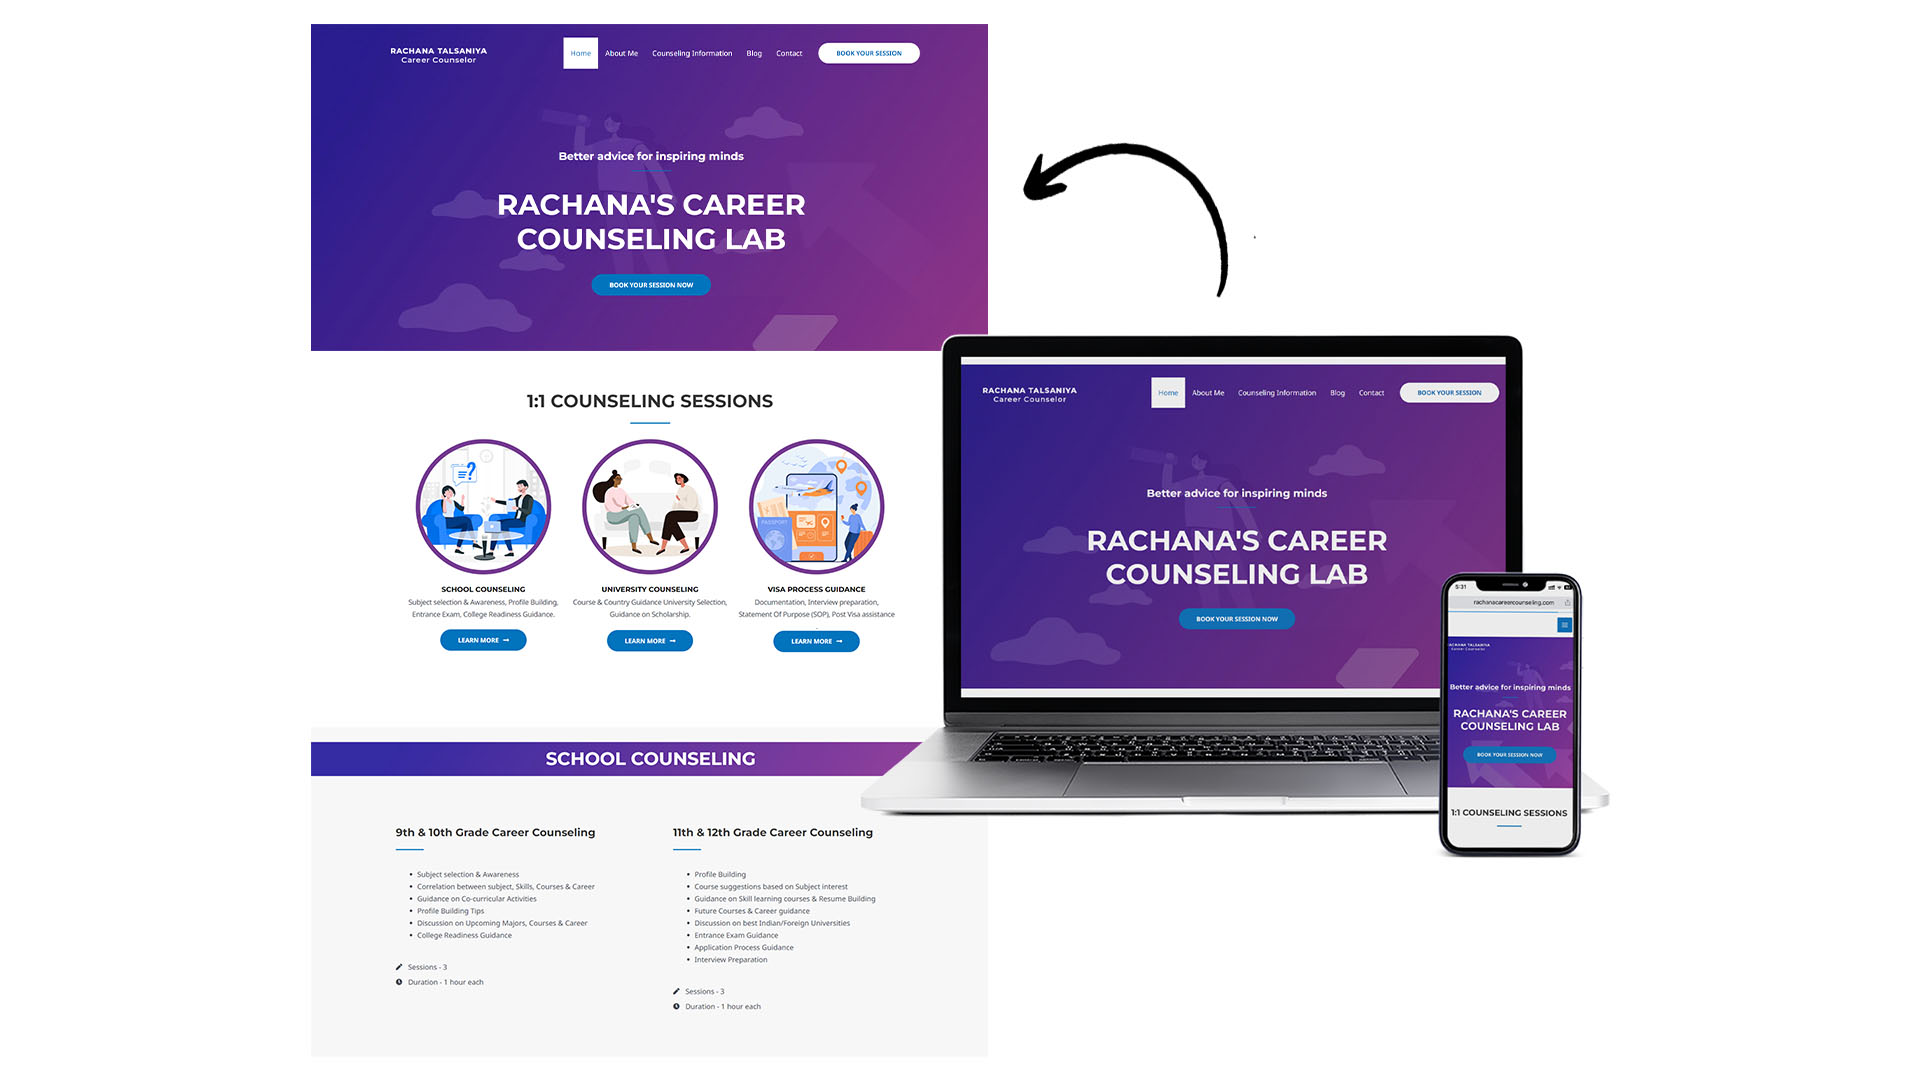 RACHANA TALSANIYA
Career Counselor
Home About Me Counseling Information Blog Contact BOOK YOUR SESSION
Better advice for inspiring minds
RACHANA'S CAREER
COUNSELING LAB
BOOK YOUR SESSION NOW
1:1 COUNSELING SESSIONS
?
PASSPORT
SCHOOL COUNSELING
Subject selection & Awareness, Profile Building,
Entrance Exam, College Readiness Guidance.
LEARN MORE
UNIVERSITY COUNSELING
Course & Country Guidance University Selection,
Guidance on Scholarship.
LEARN MORE
VISA PROCESS GUIDANCE
Documentation, Interview preparation,
Statement Of Purpose (SOP), Post Visa assistance
.
LEARN MORE
SCHOOL COUNSELING
9th & 10th Grade Career Counseling
• Subject selection & Awareness
• Correlation between subject, Skills, Courses & Career
• Guidance on Co-curricular Activities
• Profile Building Tips
• Discussion on Upcoming Majors, Courses & Career
• College Readiness Guidance
Sessions - 3
Duration - 1 hour each
11th & 12th Grade Career Counseling
• Profile Building
• Course suggestions based on Subject interest
• Guidance on Skill learning courses & Resume Building
• Future Courses & Career guidance
• Discussion on best Indian/Foreign Universities
• Entrance Exam Guidance
• Application Process Guidance
• Interview Preparation
Sessions - 3
Duration - 1 hour each
RACHANA TALSANIYA
Career Counselor
Home About Me Counseling Information Blog Contact BOOK YOUR SESSION
Better advice for inspiring minds
RACHANA'S CAREER
COUNSELING LAB
BOOK YOUR SESSION NOW
5:31
rachanacareercounseling.com
RACHANA TALSANIYA
Career Counselor
Better advice for inspiring minds
RACHANA'S CAREER
COUNSELING LAB
BOOK YOUR SESSION NOW
1:1 COUNSELING SESSIONS